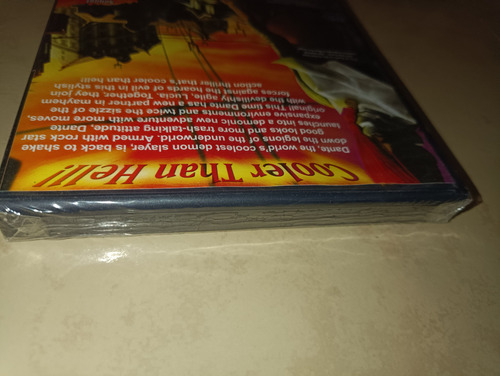 Cooler Than Hell!!
Dante, the world's coolest demon slayer, is back to shake
down the legions of the underworld. Armed with rock star
good looks and more trash-talking attitude, Dante
launches into a demonic new adventure with more moves,
expansive environments and twice the sizzle of the
original! This time Dante has a new partner in mayhem
with the devilishly agile, Lucia. Together, they join
forces against the hoards of evil in this stylish
action thriller that's cooler than hell!